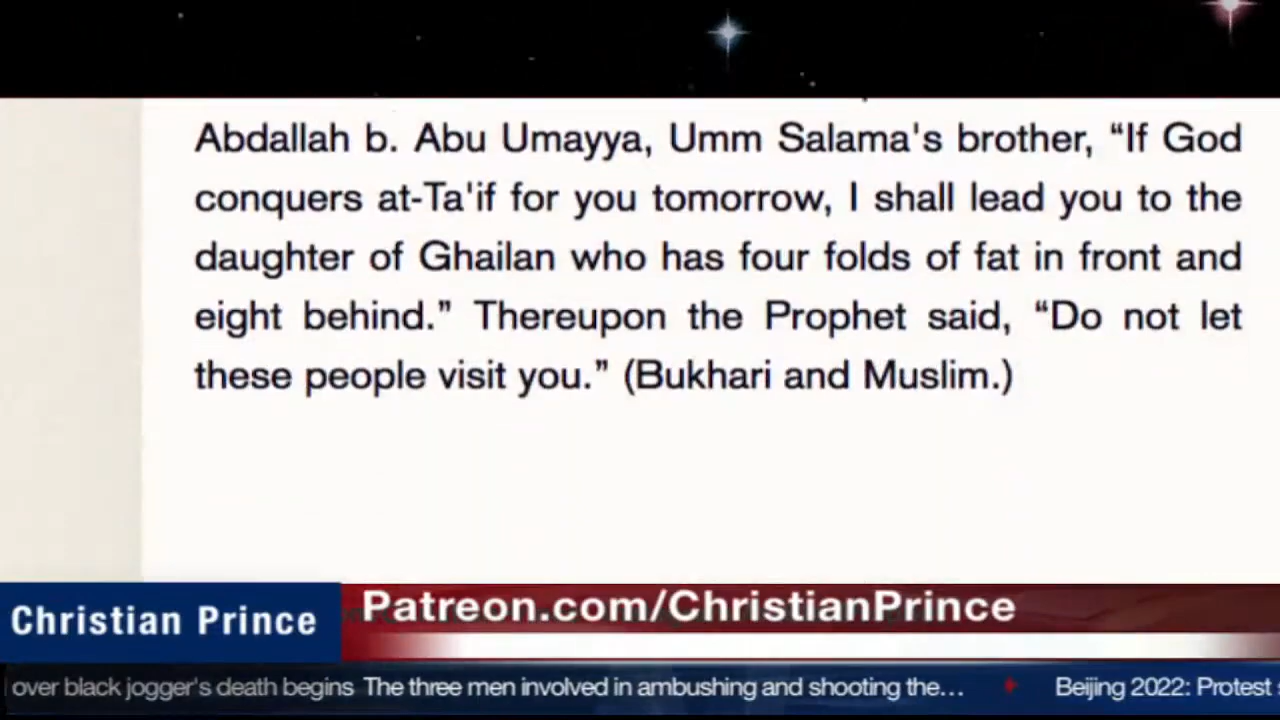 Abdallah b. Abu Umayya, Umm Salama's brother, “If God
conquers at-Ta'if for you tomorrow, I shall lead you to the
daughter of Ghailan who has four folds of fat in front and
eight behind.” Thereupon the Prophet said, “Do not let
these people visit you.” (Bukhari and Muslim.)
Christian Prince
Patreon.com/ChristianPrince
over black jogger's death begins The three men involved in ambushing and shooting the... Beijing 2022: Protest